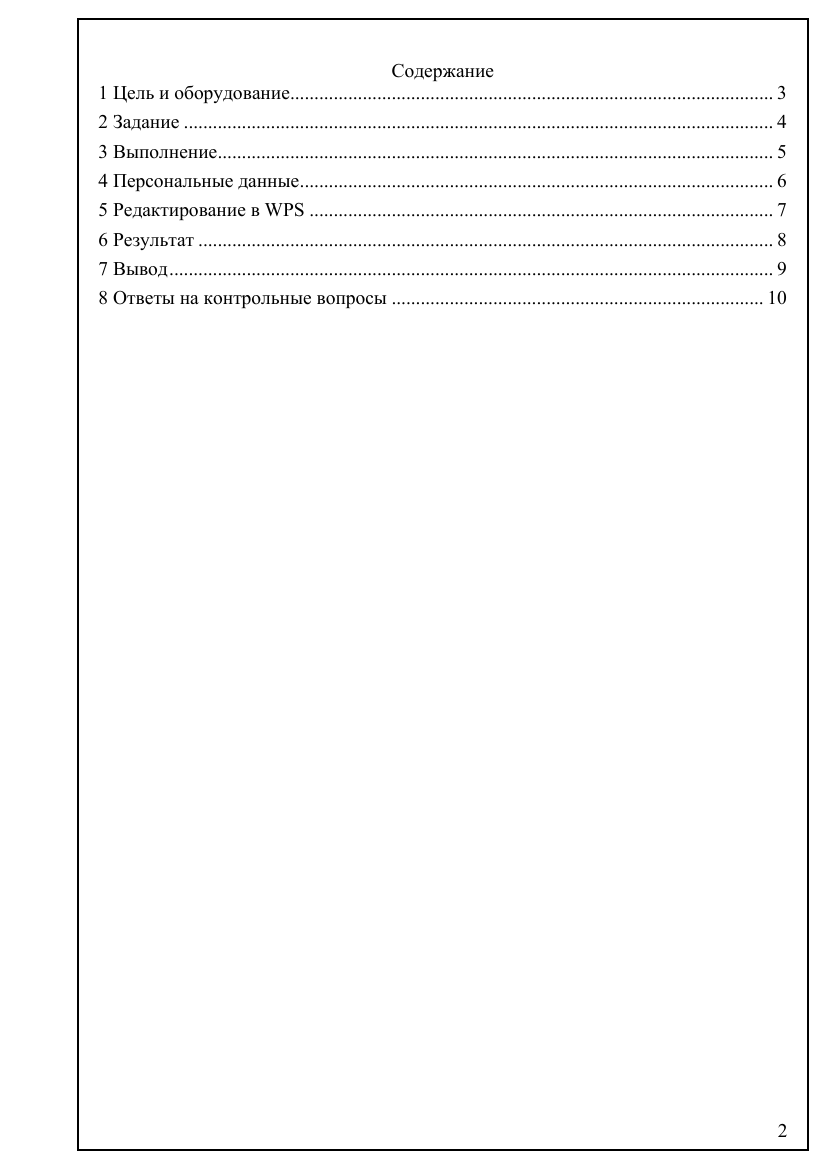 Содержание
1 Цель и оборудование.................................................................................................... 3
2 Задание .......................................................................................................................... 4
3 Выполнение................................................................................................................... 5
4 Персональные данные.................................................................................................. 6
5 Редактирование в WPS ................................................................................................ 7
6 Результат ....................................................................................................................... 8
7 Вывод............................................................................................................................. 9
8 Ответы на контрольные вопросы ............................................................................. 10
2